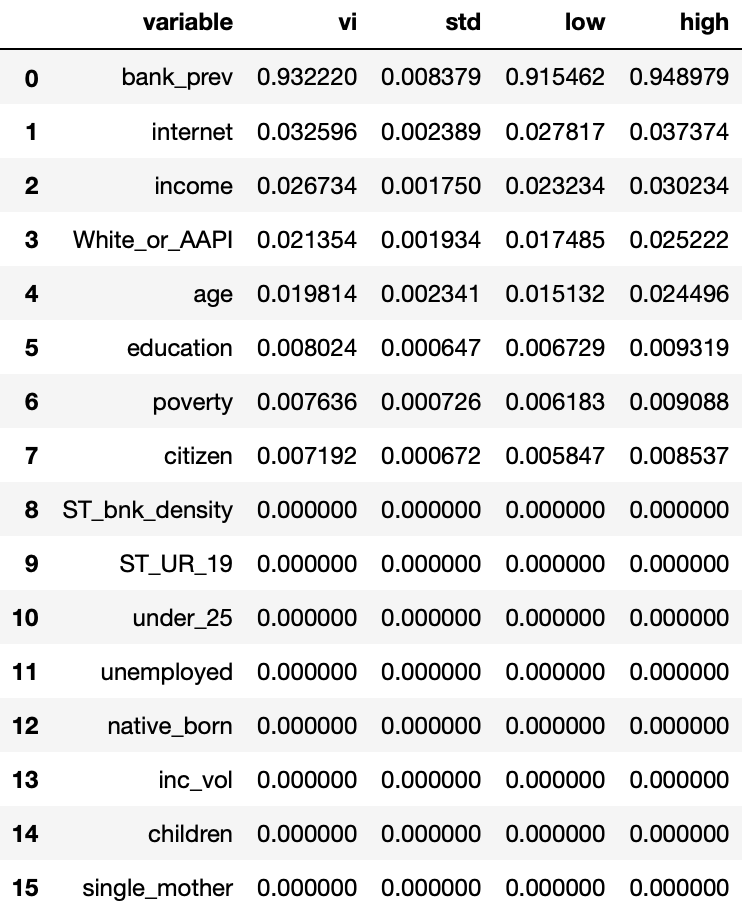 variable vi std low high
0 bank_prev 0.932220 0.008379 0.915462 0.948979
1 internet 0.032596 0.002389 0.027817 0.037374
2 income 0.026734 0.001750 0.023234 0.030234
3 White_or_AAPI 0.021354 0.001934 0.017485 0.025222
4 age 0.019814 0.002341 0.015132 0.024496
5 education 0.008024 0.000647 0.006729 0.009319
6 poverty 0.007636 0.000726 0.006183 0.009088
7 citizen 0.007192 0.000672 0.005847 0.008537
8 ST_bnk_density 0.000000 0.000000 0.000000 0.000000
9 ST_UR_19 0.000000 0.000000 0.000000 0.000000
10 under_25 0.000000 0.000000 0.000000 0.000000
11 unemployed 0.000000 0.000000 0.000000 0.000000
12 native_born 0.000000 0.000000 0.000000 0.000000
13 inc_vol 0.000000 0.000000 0.000000 0.000000
14 children 0.000000 0.000000 0.000000 0.000000
15 single_mother 0.000000 0.000000 0.000000 0.000000